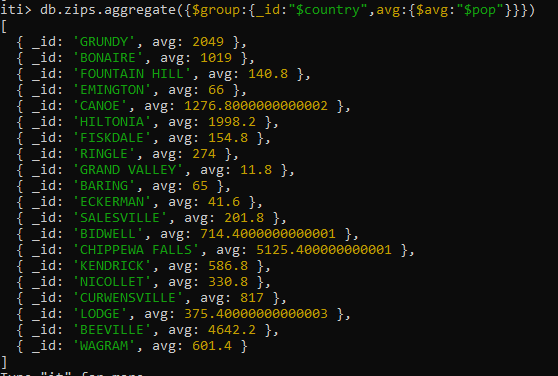 iti> db.zips.aggregate({$group:{_id:"$country",avg:{$avg:"$pop"}}})
[
  { _id: 'GRUNDY', avg: 2049 },
  { _id: 'BONAIRE', avg: 1019 },
  { _id: 'FOUNTAIN HILL', avg: 140.8 },
  { _id: 'EMINGTON', avg: 66 },
  { _id: 'CANOE', avg: 1276.8000000000002 },
  { _id: 'HILTONIA', avg: 1998.2 },
  { _id: 'FISKDALE', avg: 154.8 },
  { _id: 'RINGLE', avg: 274 },
  { _id: 'GRAND VALLEY', avg: 11.8 },
  { _id: 'BARING', avg: 65 },
  { _id: 'ECKERMAN', avg: 41.6 },
  { _id: 'SALESVILLE', avg: 201.8 },
  { _id: 'BIDWELL', avg: 714.4000000000001 },
  { _id: 'CHIPPEWA FALLS', avg: 5125.400000000001 },
  { _id: 'KENDRICK', avg: 586.8 },
  { _id: 'NICOLLET', avg: 330.8 },
  { _id: 'CURWENSVILLE', avg: 817 },
  { _id: 'LODGE', avg: 375.40000000000003 },
  { _id: 'BEEVILLE', avg: 4642.2 },
  { _id: 'WAGRAM', avg: 601.4 }
]
Type "it" for more